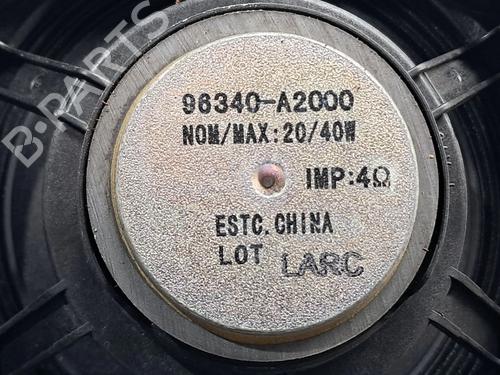 B-PARTS
96340-A2000
NOM/MAX:20/40W
IMP:4Ω
ESTC.CHINA
LOT LARC